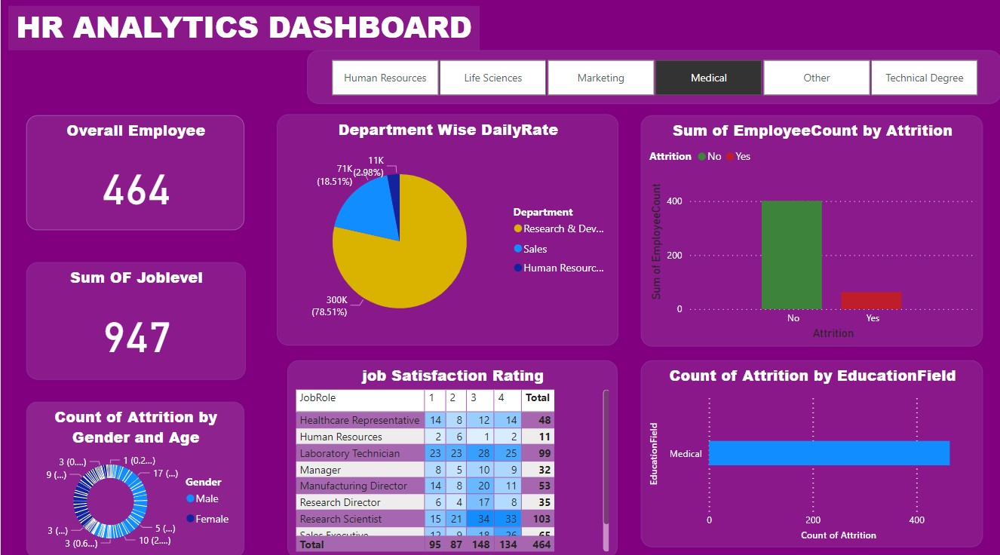 HR ANALYTICS DASHBOARD
Human Resources Life Sciences Marketing Medical Other Technical Degree
Overall Employee
464
Sum OF Joblevel
947
Count of Attrition by
Gender and Age
3 (0....) 1 (0.2...)
9 (...) 17 (...)
3 (...) 5 (...)
3 (0.6...) 10 (2....)
Gender
Male
Female
Department Wise DailyRate
11K
(2.98%)
71K
(18.51%)
300K
(78.51%)
Department
Research & Dev...
Sales
Human Resourc...
Sum of EmployeeCount by Attrition
Attrition No Yes
Sum of EmployeeCount
400
200
0
No Yes
Attrition
job Satisfaction Rating
JobRole 1 2 3 4 Total
Healthcare Representative 14 8 12 14 48
Human Resources 2 6 1 2 11
Laboratory Technician 23 23 28 25 99
Manager 8 5 10 9 32
Manufacturing Director 14 8 20 11 53
Research Director 6 4 17 8 35
Research Scientist 15 21 34 33 103
Sales Executive 12 9 18 26 65
Total 95 87 148 134 464
Count of Attrition by EducationField
EducationField
Medical
0 200 400
Count of Attrition